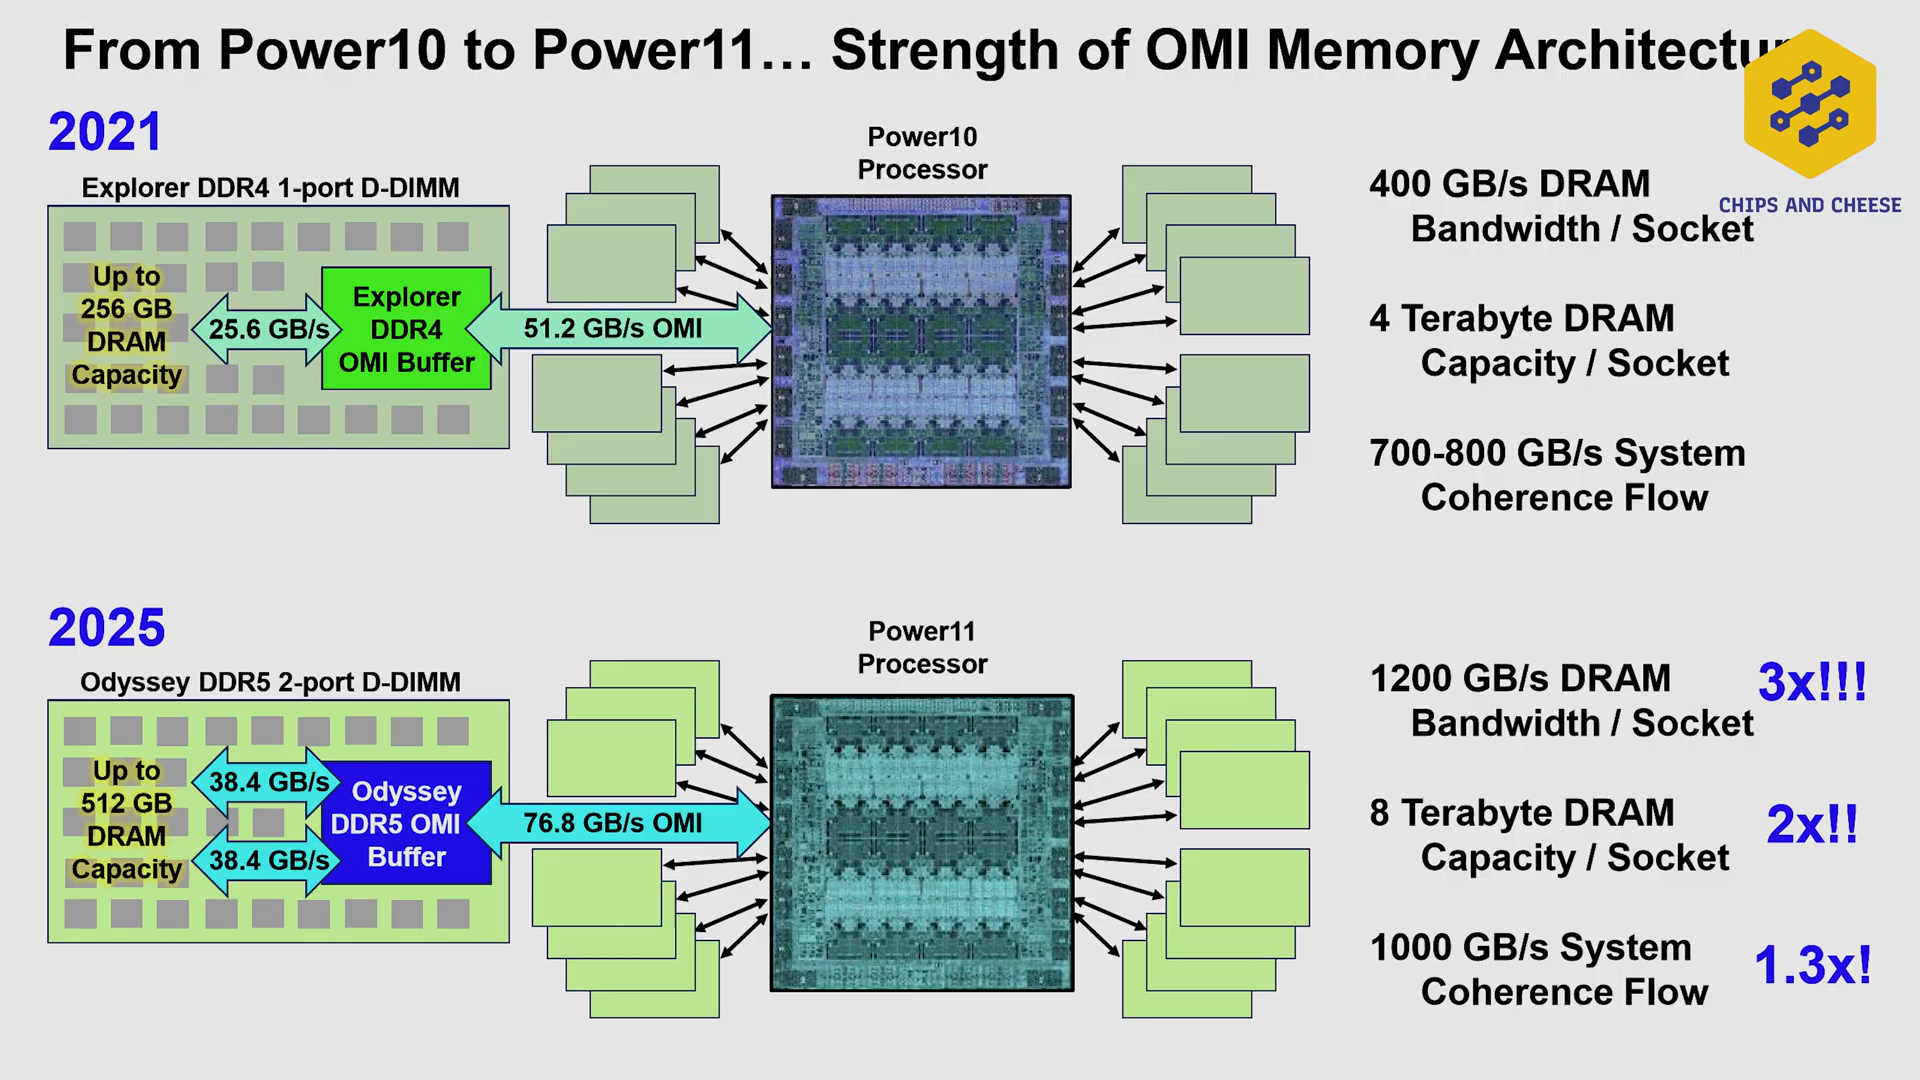 From Power10 to Power11… Strength of OMI Memory Architectur
CHIPS AND CHEESE
2021
Explorer DDR4 1-port D-DIMM
Up to
256 GB
DRAM
Capacity
25.6 GB/s
Explorer
DDR4
OMI Buffer
51.2 GB/s OMI
Power10
Processor
400 GB/s DRAM
Bandwidth / Socket
4 Terabyte DRAM
Capacity / Socket
700-800 GB/s System
Coherence Flow
2025
Odyssey DDR5 2-port D-DIMM
Up to
512 GB
DRAM
Capacity
38.4 GB/s
38.4 GB/s
Odyssey
DDR5 OMI
Buffer
76.8 GB/s OMI
Power11
Processor
1200 GB/s DRAM
Bandwidth / Socket
3x!!!
8 Terabyte DRAM
Capacity / Socket
2x!!
1000 GB/s System
Coherence Flow
1.3x!